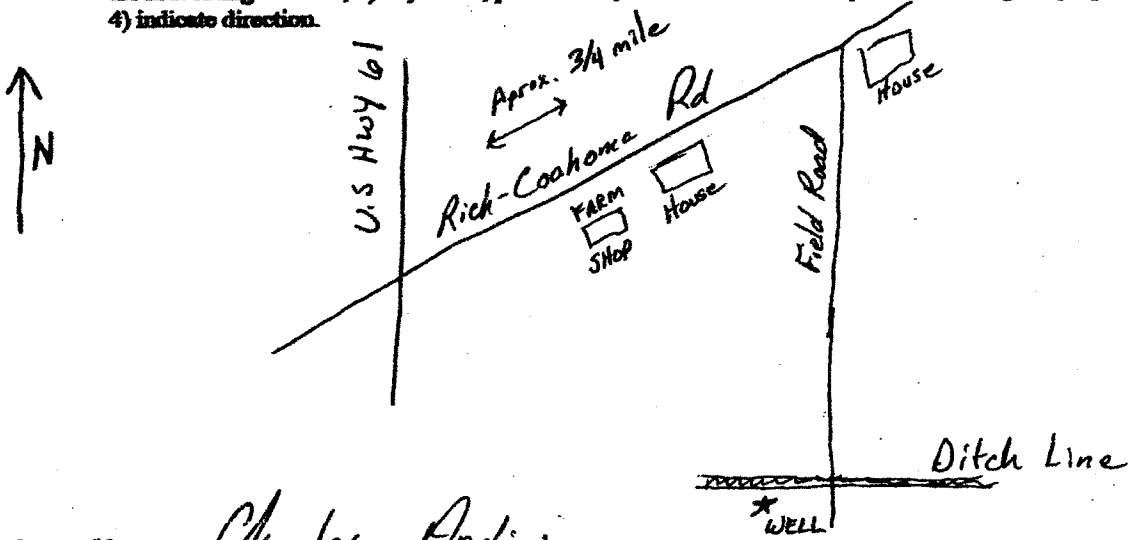 4) indicate direction.
N
U.S Hwy 61
Aprox. 3/4 mile
Rich-Coahoma Rd
FARM
SHOP
House
House
Field Road
Ditch Line
* WELL